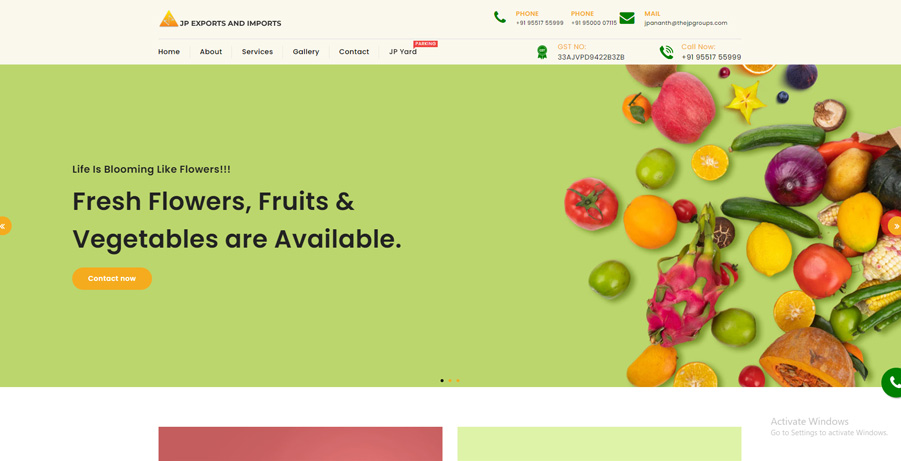 JP EXPORTS AND IMPORTS
PHONE
+91 95517 55999
PHONE
+91 95000 07115
MAIL
jpananth@thejpgroups.com
Home
About
Services
Gallery
Contact
JP Yard
PARKING
GST NO:
33AJVPD9422B3ZB
Call Now:
+91 95517 55999
Life Is Blooming Like Flowers!!!
Fresh Flowers, Fruits &
Vegetables are Available.
Contact now
Activate Windows
Go to Settings to activate Windows.